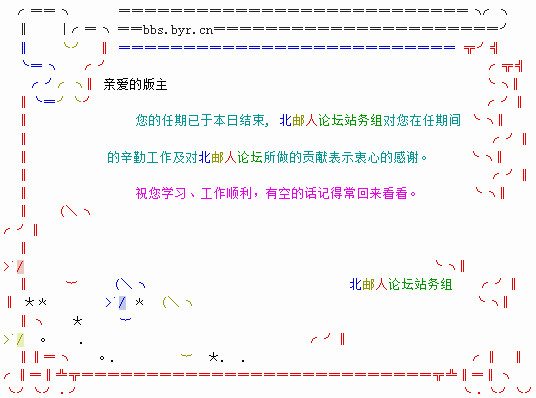 bbs.byr.cn
亲爱的版主
您的任期已于本日结束, 北邮人论坛站务组对您在任期间
的辛勤工作及对北邮人论坛所做的贡献表示衷心的感谢。
祝您学习、工作顺利，有空的话记得常回来看看。
北邮人论坛站务组